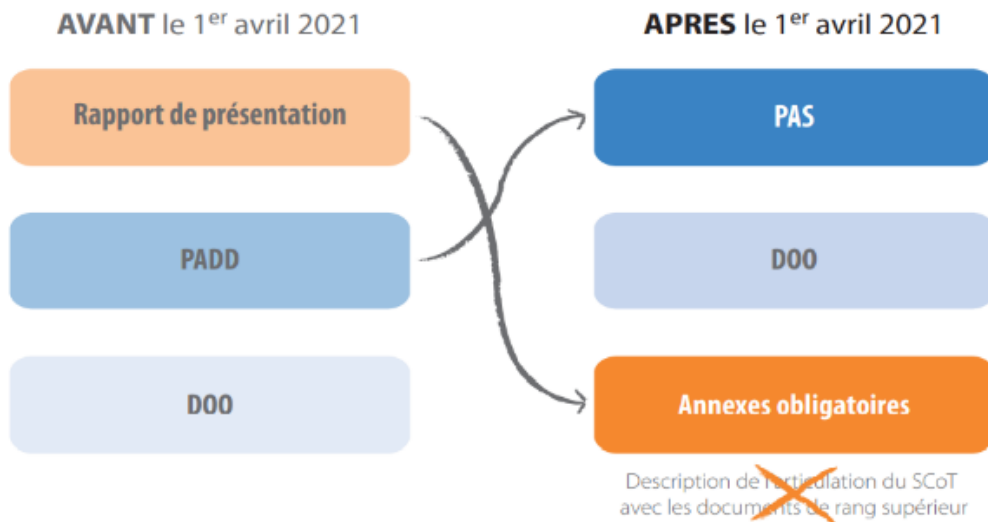 AVANT le 1er avril 2021
APRES le 1er avril 2021
Rapport de présentation
PAS
PADD
DOO
DOO
Annexes obligatoires
Description de l'articulation du SCoT
avec les documents de rang supérieur